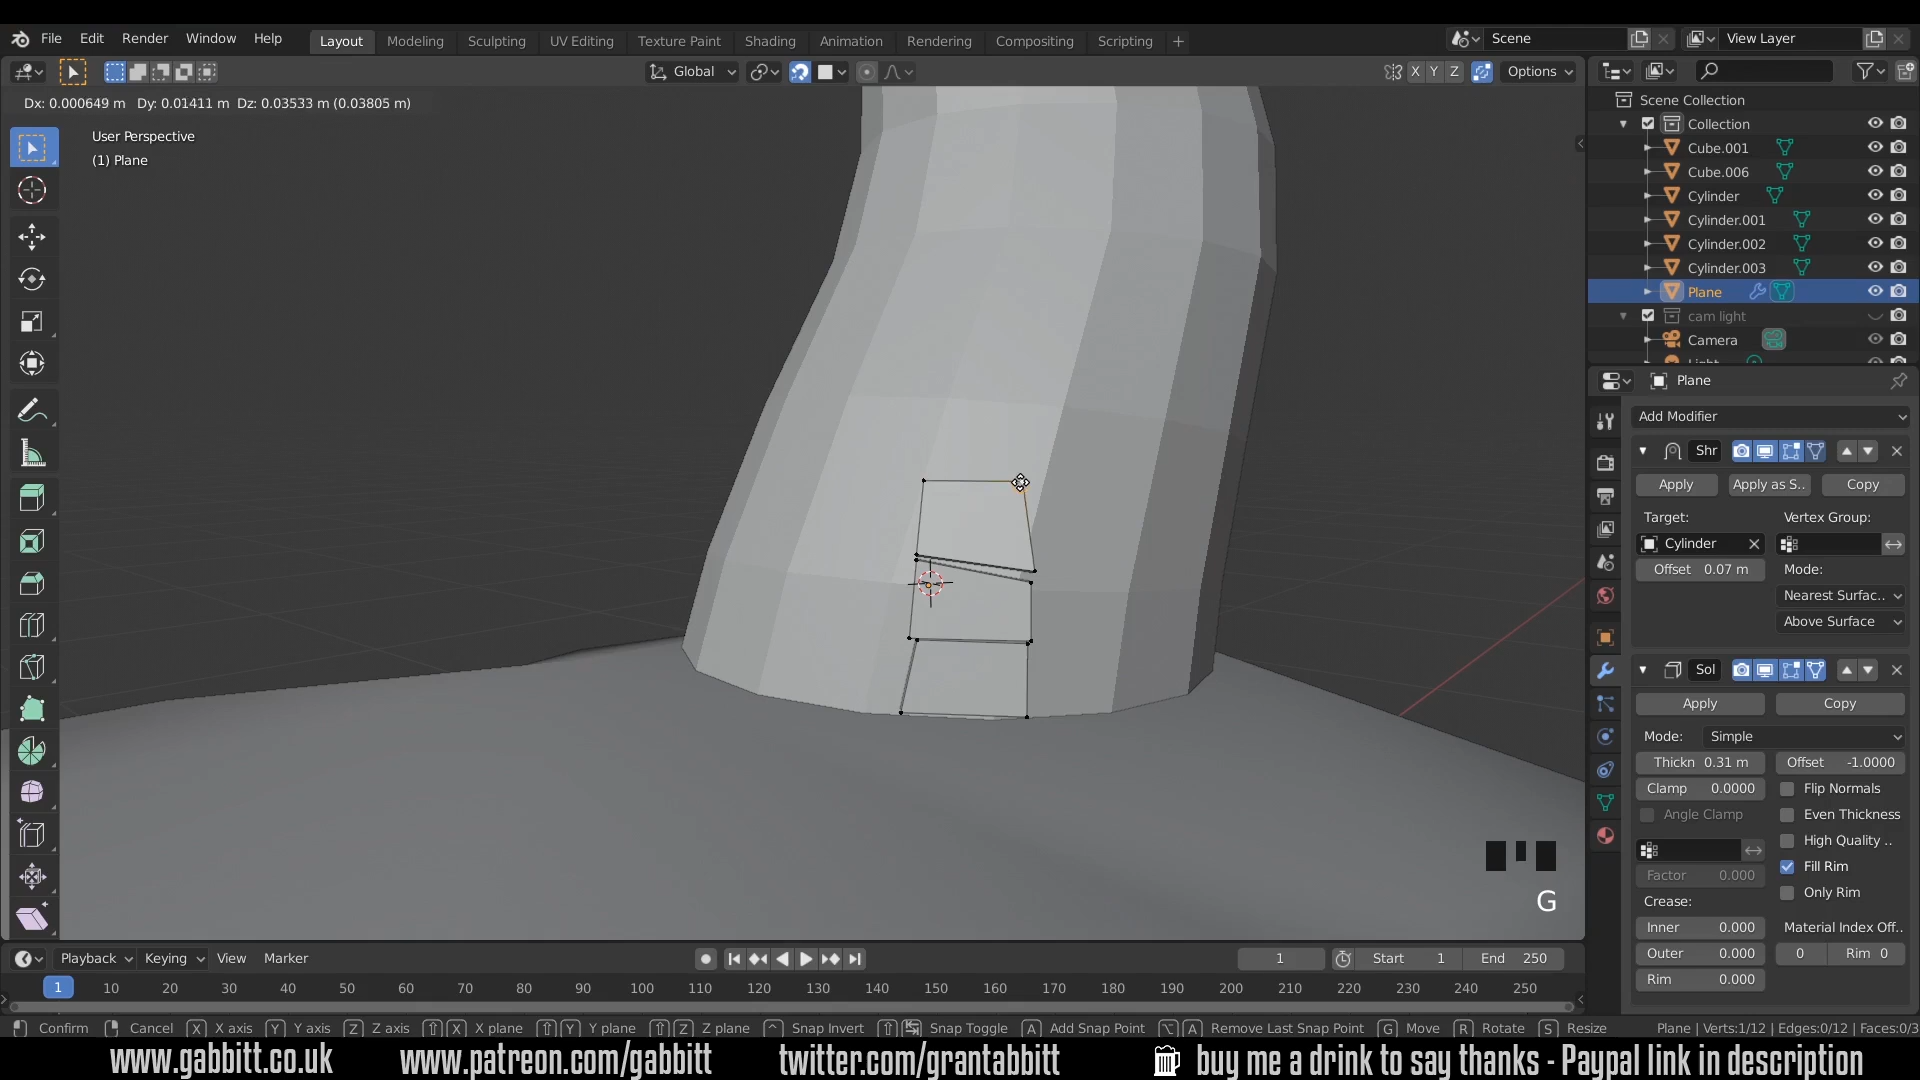 File Edit Render Window Help Layout Modeling Sculpting UV Editing Texture Paint Shading Animation Rendering Compositing Scripting + Scene View Layer
Global X Y Z Options
Dx: 0.000649 m Dy: 0.01411 m Dz: 0.03533 m (0.03805 m)
User Perspective
(1) Plane
G
Scene Collection
Collection
Cube.001
Cube.006
Cylinder
Cylinder.001
Cylinder.002
Cylinder.003
Plane
cam light
Camera
Plane
Add Modifier
Shr
Apply Apply as S.. Copy
Target: Vertex Group:
Cylinder
Offset 0.07 m Mode:
Nearest Surfac..
Above Surface
Sol
Apply Copy
Mode: Simple
Thickn 0.31 m Offset -1.0000
Clamp 0.0000 Flip Normals
Angle Clamp Even Thickness
High Quality ..
Factor 0.000 Fill Rim
Only Rim
Crease:
Inner 0.000 Material Index Off..
Outer 0.000 0 Rim 0
Rim 0.000
Playback Keying View Marker 1 Start 1 End 250
1 10 20 30 40 50 60 70 80 90 100 110 120 130 140 150 160 170 180 190 200 210 220 230 240 250
Confirm Cancel X X axis Y Y axis Z Z axis X X plane Y Y plane Z Z plane Snap Invert Snap Toggle A Add Snap Point A Remove Last Snap Point G Move R Rotate S Resize Plane | Verts:1/12 | Edges:0/12 | Faces:0/3
www.gabbitt.co.uk www.patreon.com/gabbitt twitter.com/grantabbitt buy me a drink to say thanks - Paypal link in description